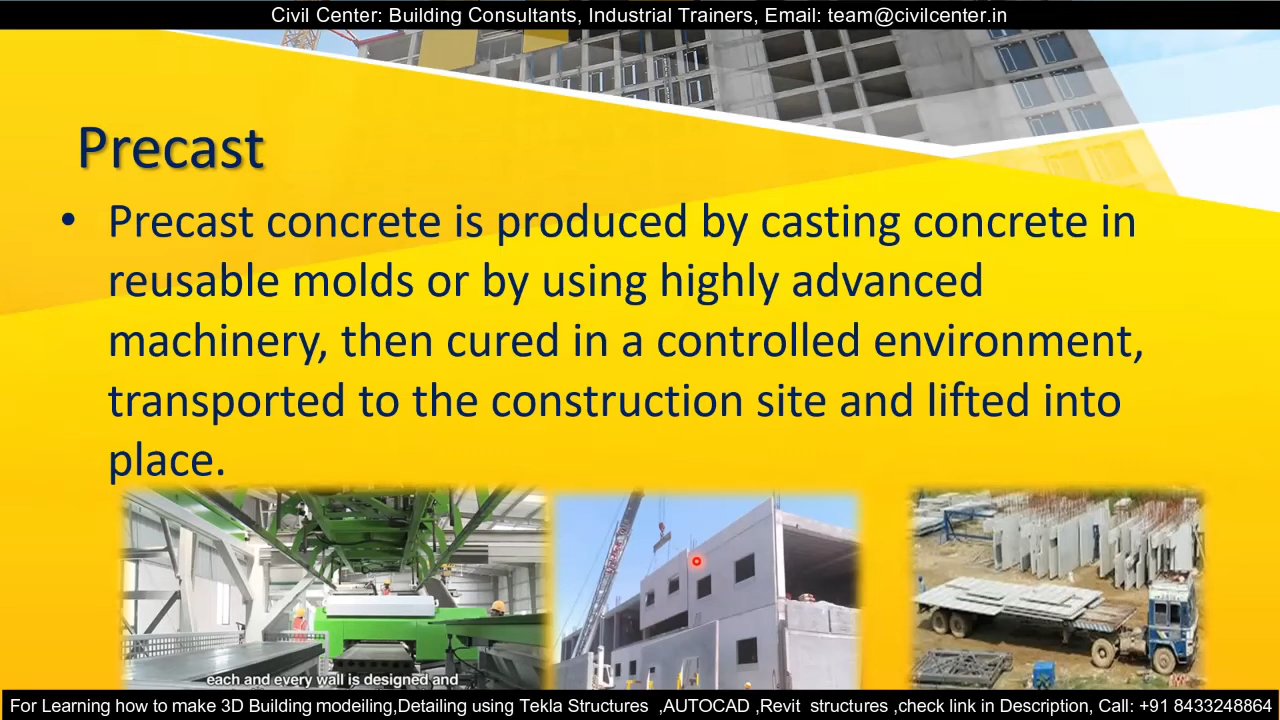 Civil Center: Building Consultants, Industrial Trainers, Email: team@civilcenter.in
Precast
• Precast concrete is produced by casting concrete in
reusable molds or by using highly advanced
machinery, then cured in a controlled environment,
transported to the construction site and lifted into
place.
each and every wall is designed and
For Learning how to make 3D Building modeiling,Detailing using Tekla Structures ,AUTOCAD ,Revit structures ,check link in Description, Call: +91 8433248864